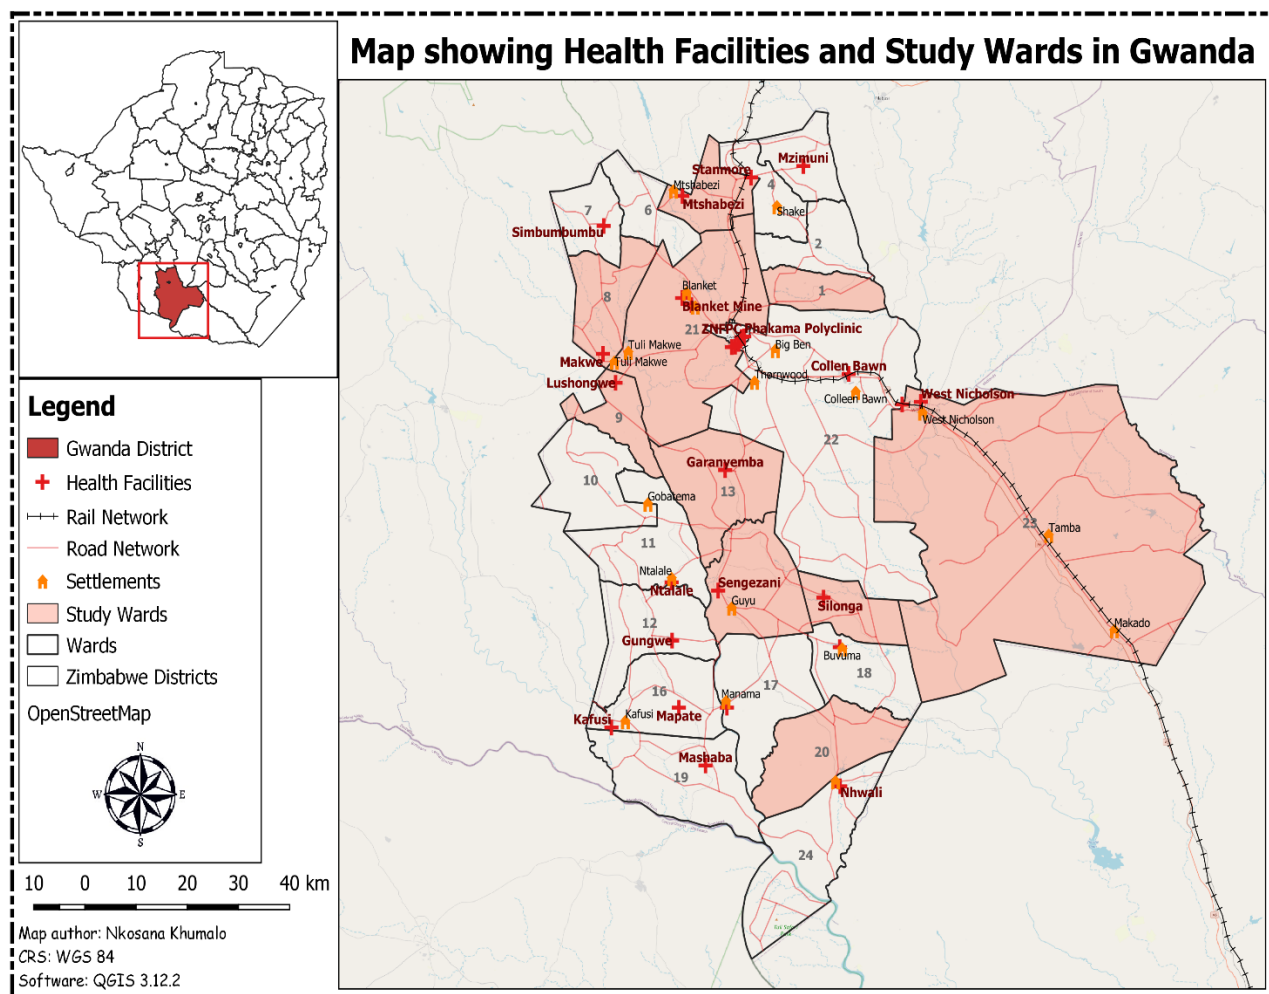 Map showing Health Facilities and Study Wards in Gwanda
Mzimuni
Stanmore
4
Mtshabezi
Mtshabezi
7
6
Shake
Simbumbumbu
2
Blanket
1
8
Blanket Mine
21
ZNFPC Phakama Polyclinic
Tuli Makwe
Big Ben
Makwe
Tuli Makwe
Collen Bawn
Thornwood
Lushongwe
West Nicholson
Colleen Bawn
West Nicholson
9
22
Garanyemba
10
13
Gobatema
23
Tamba
11
Ntalale
Ntalale
Sengezani
Guyu
Silonga
12
Makado
Gungwe
Buvuma
18
17
16
Manama
Kafusi
Kafusi
Mapate
20
Mashaba
19
Nhwali
24
Legend
Gwanda District
Health Facilities
Rail Network
Road Network
Settlements
Study Wards
Wards
Zimbabwe Districts
OpenStreetMap
N
W
E
S
10 0 10 20 30 40 km
Map author: Nkosana Khumalo
CRS: WGS 84
Software: QGIS 3.12.2